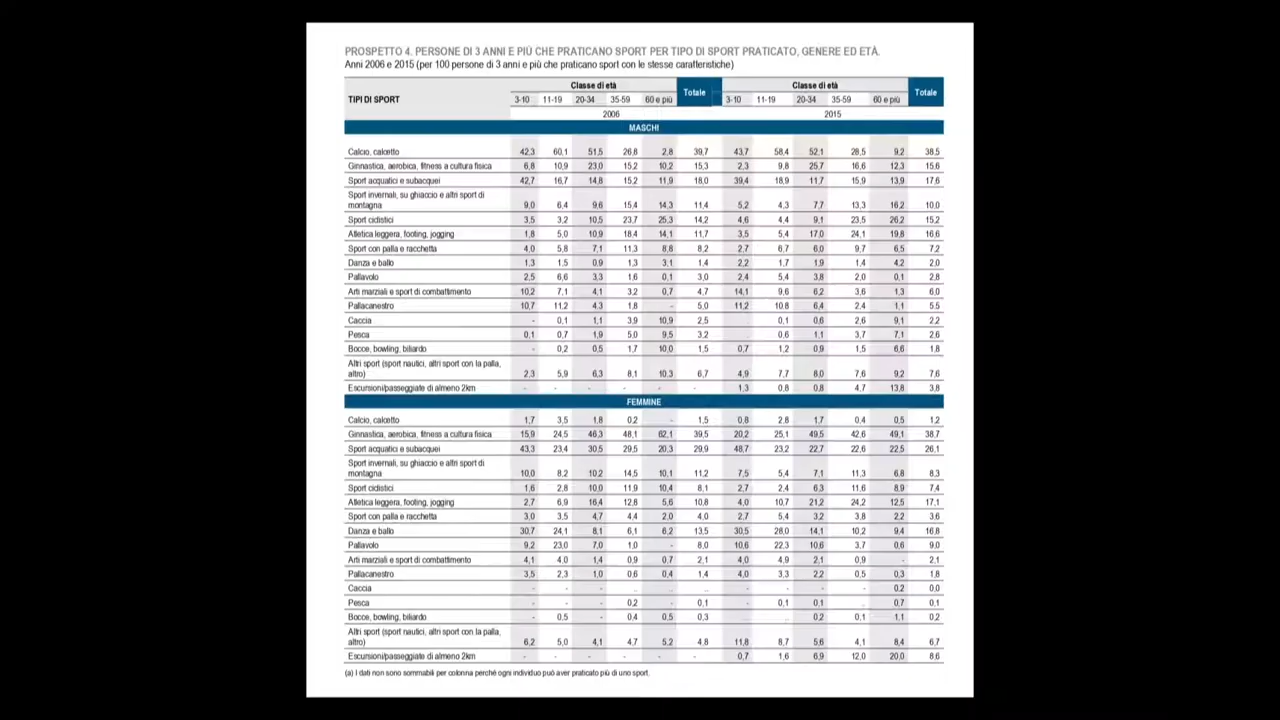 PROSPETTO 4. PERSONE DI 3 ANNI E PIÙ CHE PRATICANO SPORT PER TIPO DI SPORT PRATICATO, GENERE ED ETÀ.
Anni 2006 e 2015 (per 100 persone di 3 anni e più che praticano sport con le stesse caratteristiche)
TIPI DI SPORT Classe di età Totale Classe di età Totale
3-10 11-19 20-34 35-59 60 e più 3-10 11-19 20-34 35-59 60 e più
2006 2015
MASCHI
Calcio, calcetto 42,3 60,1 51,5 26,8 2,8 39,7 43,7 58,4 52,1 28,5 9,2 38,5
Ginnastica, aerobica, fitness a cultura fisica 6,8 10,9 23,0 15,2 10,2 15,3 2,3 9,8 25,7 16,6 12,3 15,6
Sport acquatici e subacquei 42,7 16,7 14,8 15,2 11,9 18,0 39,4 18,9 11,7 15,9 13,9 17,6
Sport invernali, su ghiaccio e altri sport di
montagna 9,0 6,4 9,6 15,4 14,3 11,4 5,2 4,3 7,7 13,3 16,2 10,0
Sport ciclistici 3,5 3,2 10,5 23,7 25,3 14,2 4,6 4,4 9,1 23,5 26,2 15,2
Atletica leggera, footing, jogging 1,8 5,0 10,9 18,4 14,1 11,7 3,5 5,4 17,0 24,1 19,8 16,6
Sport con palla e racchetta 4,0 5,8 7,1 11,3 8,8 8,2 2,7 6,7 6,0 9,7 6,5 7,2
Danza e ballo 1,3 1,5 0,9 1,3 3,1 1,4 2,2 1,7 1,9 1,4 4,2 2,0
Pallavolo 2,5 6,6 3,3 1,6 0,1 3,0 2,4 5,4 3,8 2,0 0,1 2,8
Arti marziali e sport di combattimento 10,2 7,1 4,1 3,2 0,7 4,7 14,1 9,6 6,2 3,6 1,3 6,0
Pallacanestro 10,7 11,2 4,3 1,8 - 5,0 11,2 10,8 6,4 2,4 1,1 5,5
Caccia - 0,1 1,1 3,9 10,9 2,5 0,1 0,6 2,6 9,1 2,2
Pesca 0,1 0,7 1,9 5,0 9,5 3,2 0,6 1,1 3,7 7,1 2,6
Bocce, bowling, biliardo - 0,2 0,5 1,7 10,0 1,5 0,7 1,2 0,9 1,5 6,6 1,8
Altri sport (sport nautici, altri sport con la palla,
altro) 2,3 5,9 6,3 8,1 10,3 6,7 4,9 7,7 8,0 7,6 9,2 7,6
Escursioni/passeggiate di almeno 2km - - - - - - 1,3 0,8 0,8 4,7 13,8 3,8
FEMMINE
Calcio, calcetto 1,7 3,5 1,8 0,2 - 1,5 0,8 2,8 1,7 0,4 0,5 1,2
Ginnastica, aerobica, fitness a cultura fisica 15,9 24,5 46,3 48,1 62,1 39,5 20,2 25,1 49,5 42,6 49,1 38,7
Sport acquatici e subacquei 43,3 23,4 30,5 29,5 20,3 29,9 48,7 23,2 22,7 22,6 22,5 26,1
Sport invernali, su ghiaccio e altri sport di
montagna 10,0 8,2 10,2 14,5 10,1 11,2 7,5 5,4 7,1 11,3 6,8 8,3
Sport ciclistici 1,6 2,8 10,0 11,9 10,4 8,1 2,7 2,4 6,3 11,6 8,9 7,4
Atletica leggera, footing, jogging 2,7 6,9 16,4 12,8 5,6 10,8 4,0 10,7 21,2 24,2 12,5 17,1
Sport con palla e racchetta 3,0 3,5 4,7 4,4 2,0 4,0 2,7 5,4 3,2 3,8 2,2 3,6
Danza e ballo 30,7 24,1 8,1 6,1 6,2 13,5 30,5 28,0 14,1 10,2 9,4 16,8
Pallavolo 9,2 23,0 7,0 1,0 - 8,0 10,6 22,3 10,6 3,7 0,6 9,0
Arti marziali e sport di combattimento 4,1 4,0 1,4 0,9 0,7 2,1 4,0 4,9 2,1 0,9 - 2,1
Pallacanestro 3,5 2,3 1,0 0,6 0,4 1,4 4,0 3,3 2,2 0,5 0,3 1,8
Caccia - - - - - - - - - 0,2 0,0
Pesca - - - 0,2 - 0,1 - 0,1 0,1 - 0,7 0,1
Bocce, bowling, biliardo - 0,5 - 0,4 0,5 0,3 0,2 0,1 1,1 0,2
Altri sport (sport nautici, altri sport con la palla,
altro) 6,2 5,0 4,1 4,7 5,2 4,8 11,8 8,7 5,6 4,1 8,4 6,7
Escursioni/passeggiate di almeno 2km - - - - - - 0,7 1,6 6,9 12,0 20,0 8,6
(a) I dati non sono sommabili per colonna perché ogni individuo può aver praticato più di uno sport.